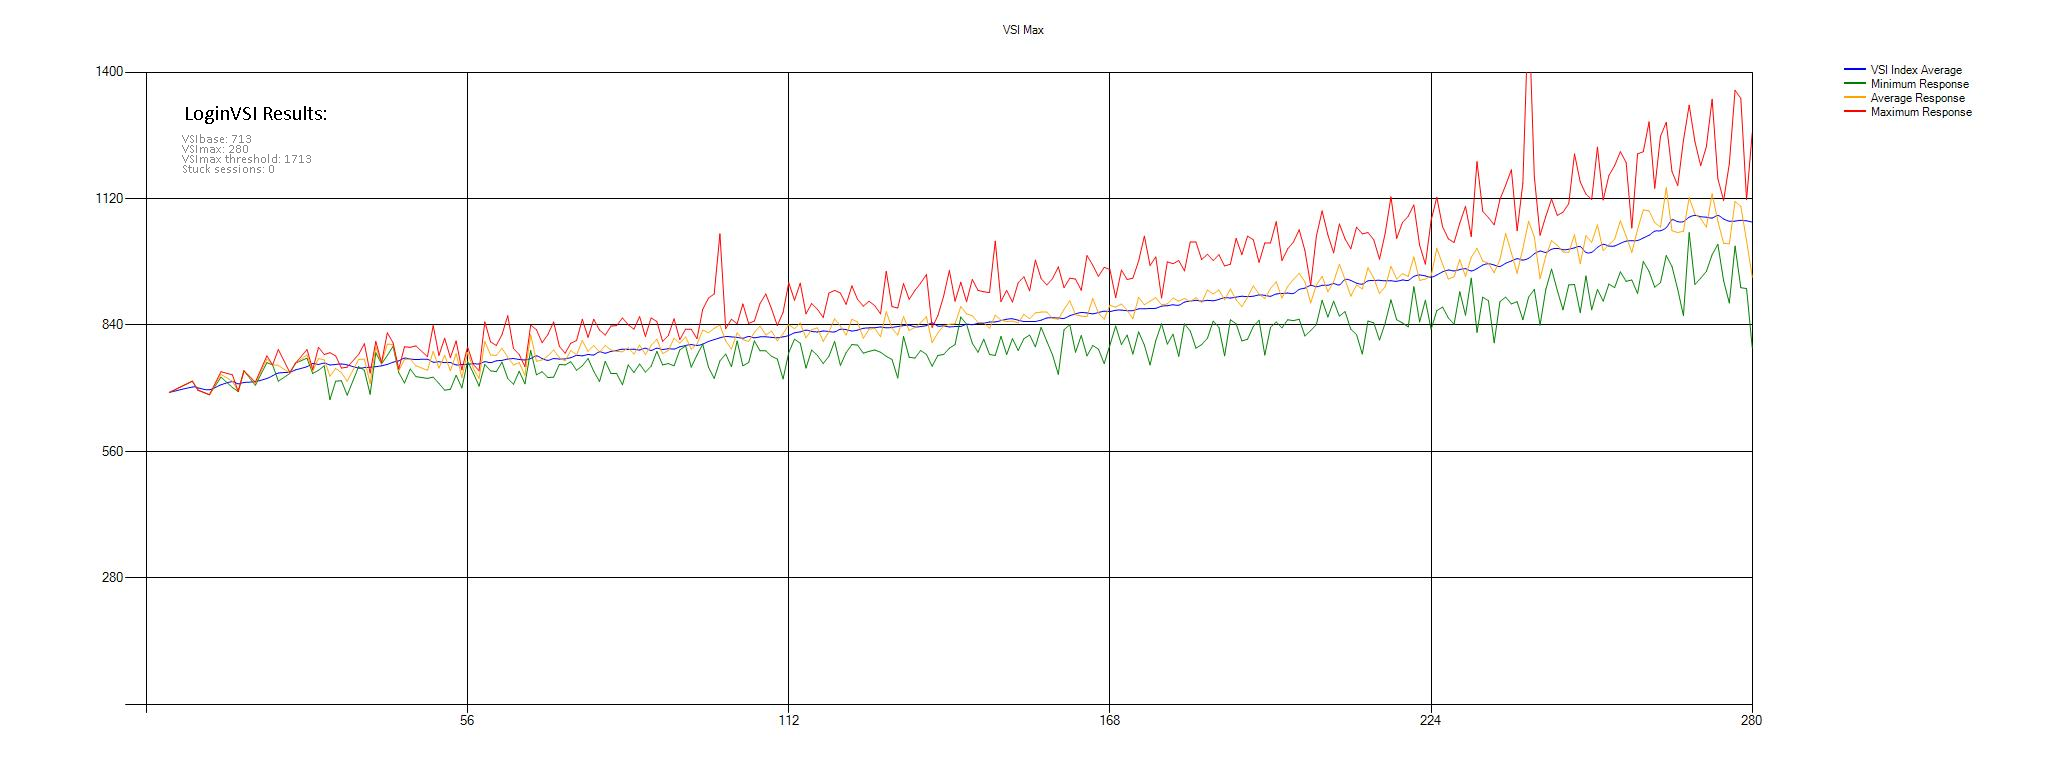 VSI Max
1400
1120
840
560
280
LoginVSI Results:
VSIbase: 713
VSImax: 280
VSImax threshold: 1713
Stuck sessions: 0
56
112
168
224
280
VSI Index Average
Minimum Response
Average Response
Maximum Response